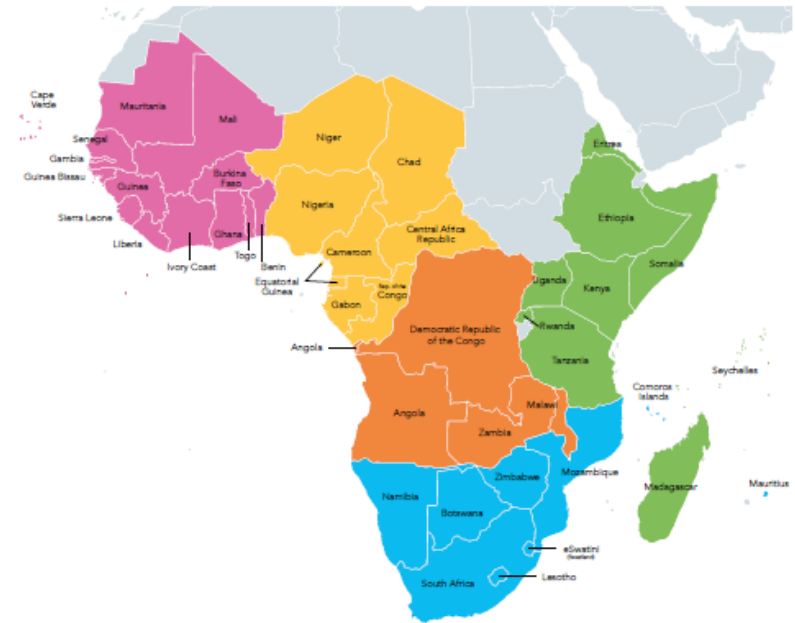 Cape
Verde
Mauritania
Mali
Niger
Chad
Eritrea
Senegal
Gambia
Guinea Bissau
Guinea
Burkina
Faso
Sierra Leone
Liberia
Ivory Coast
Ghana
Togo
Benin
Nigeria
Central Africa
Republic
Cameroon
Equatorial
Guinea
Gabon
Rep. of the
Congo
Ethiopia
Somalia
Uganda
Kenya
Rwanda
Democratic Republic
of the Congo
Tanzania
Angola
Seychelles
Comoros
Islands
Angola
Malawi
Zambia
Mozambique
Zimbabwe
Madagascar
Mauritius
Namibia
Botswana
eSwatini
(Swaziland)
Lesotho
South Africa